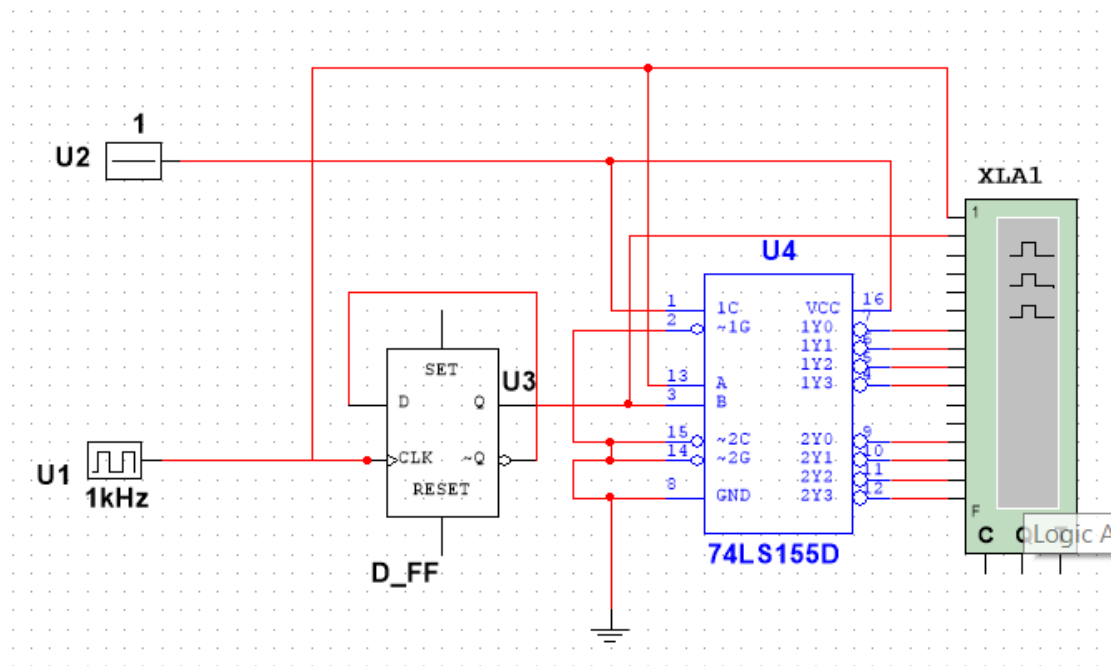 1
U2
XLA1
1
U4
1 1C VCC 16
2 ~1G 1Y0 7
1Y1 6
1Y2 5
SET
U3
13 A 1Y3 4
D Q
3 B
15 ~2C 2Y0 9
U1
CLK ~Q
14 ~2G 2Y1 10
2Y2 11
1kHz
RESET
8 GND 2Y3 12
F
C
Logic A
74LS155D
D_FF